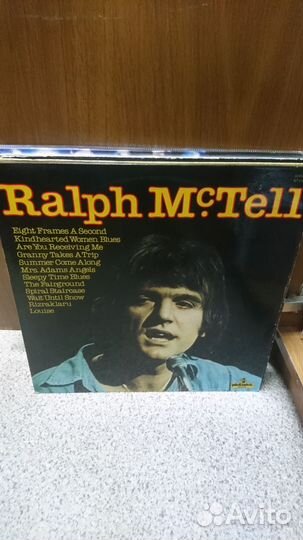 Ralph McTell
Eight Frames A Second
Kindhearted Women Blues
Are You Receiving Me
Granny Takes A Trip
Summer Come Along
Mrs. Adams Angels
Sleepy Time Blues
The Fairground
Spiral Staircase
Wait Until Snow
Rizraklaru
Louise
pickwick
Avito